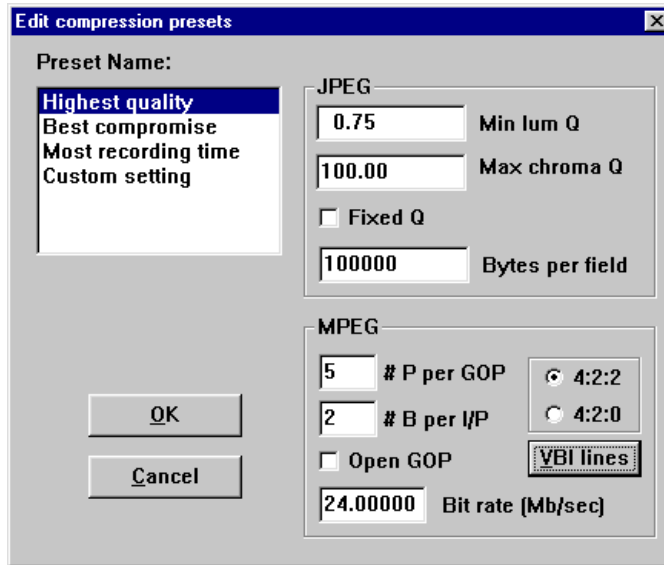 Edit compression presets
Preset Name:
Highest quality
Best compromise
Most recording time
Custom setting
OK
Cancel
JPEG
0.75 Min lum Q
100.00 Max chroma Q
Fixed Q
100000 Bytes per field
MPEG
5 # P per GOP
4:2:2
2 # B per I/P
4:2:0
Open GOP
VBI lines
24.00000 Bit rate (Mb/sec)